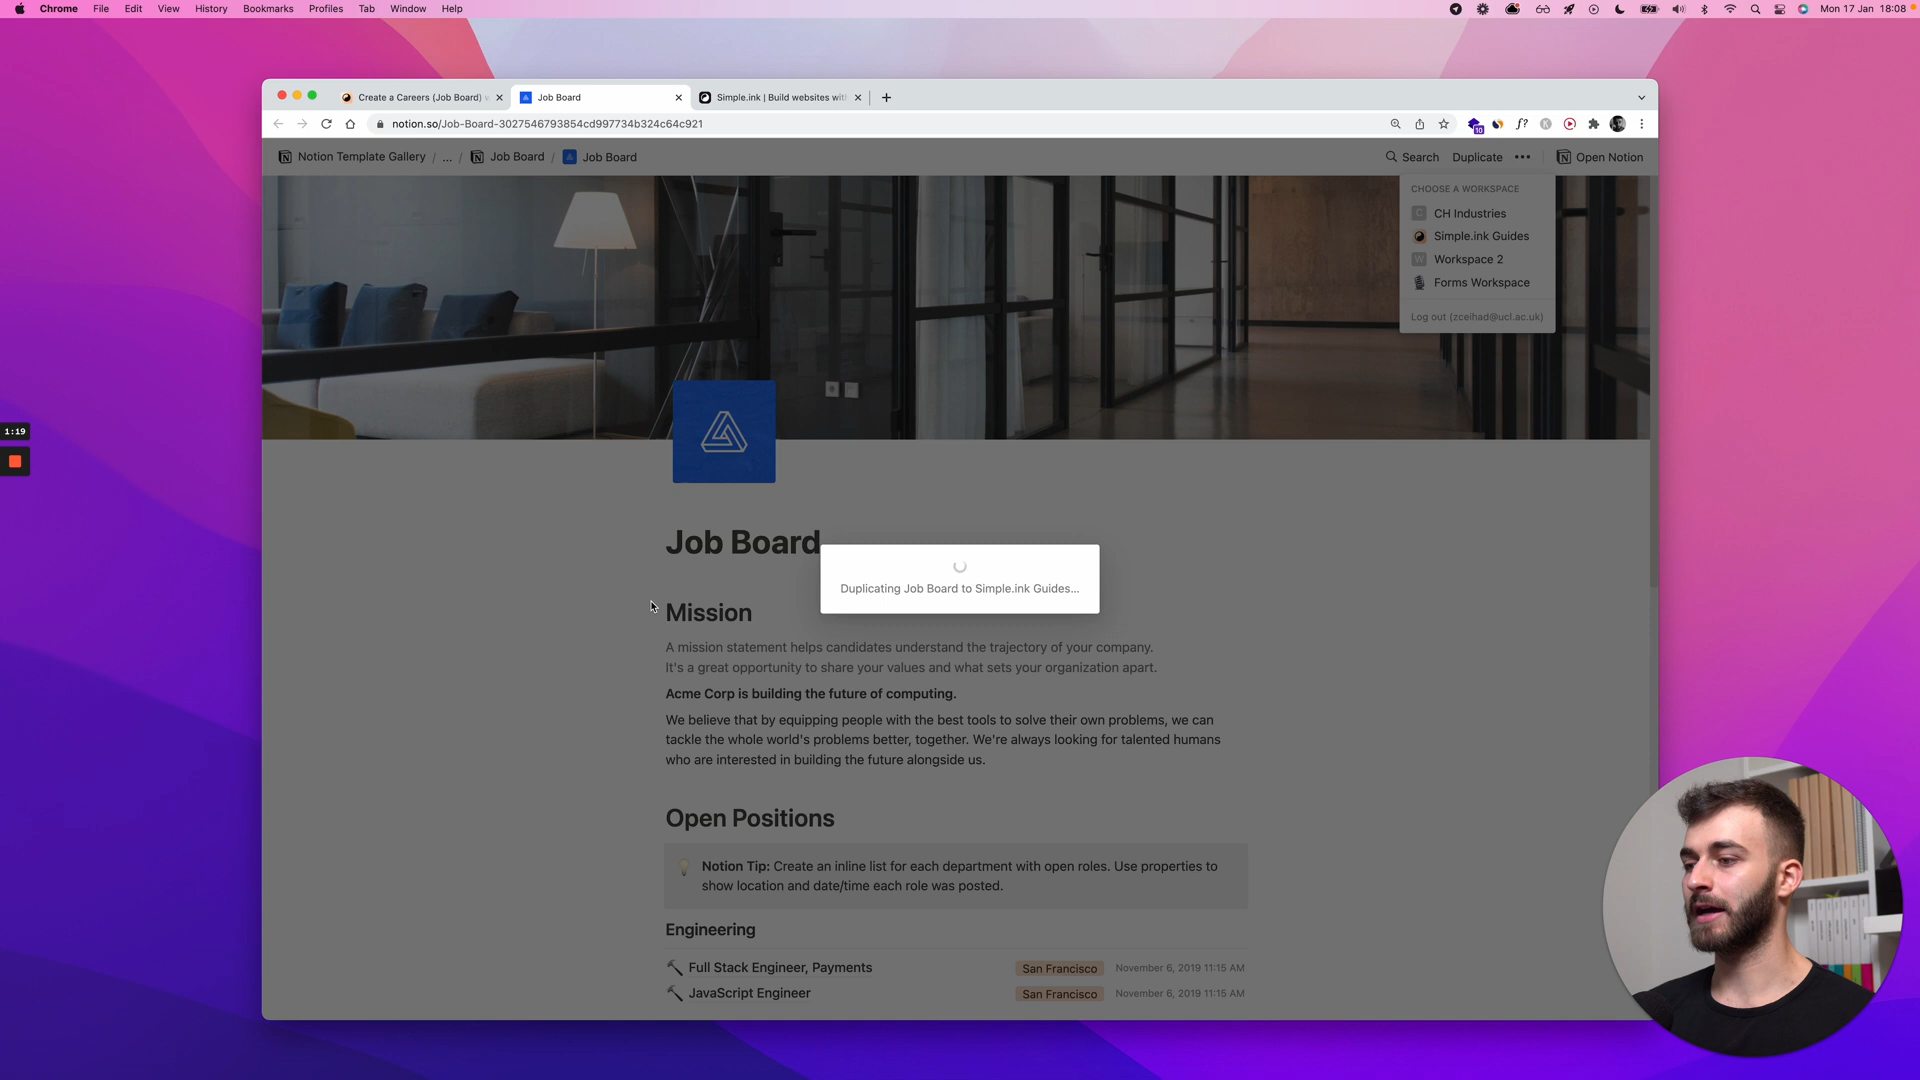 Chrome File Edit View History Bookmarks Profiles Tab Window Help
Mon 17 Jan 18:08
Create a Careers (Job Board) w
Job Board
Simple.ink | Build websites with
notion.so/Job-Board-3027546793854cd997734b324c64c921
10
f?
Notion Template Gallery / ... / Job Board / Job Board
Search Duplicate ••• Open Notion
CHOOSE A WORKSPACE
C CH Industries
Simple.ink Guides
W Workspace 2
Forms Workspace
Log out (zceihad@ucl.ac.uk)
1:19
Job Board
Duplicating Job Board to Simple.ink Guides...
Mission
A mission statement helps candidates understand the trajectory of your company.
It's a great opportunity to share your values and what sets your organization apart.
Acme Corp is building the future of computing.
We believe that by equipping people with the best tools to solve their own problems, we can
tackle the whole world's problems better, together. We're always looking for talented humans
who are interested in building the future alongside us.
Open Positions
Notion Tip: Create an inline list for each department with open roles. Use properties to
show location and date/time each role was posted.
Engineering
Full Stack Engineer, Payments San Francisco November 6, 2019 11:15 AM
JavaScript Engineer San Francisco November 6, 2019 11:15 AM